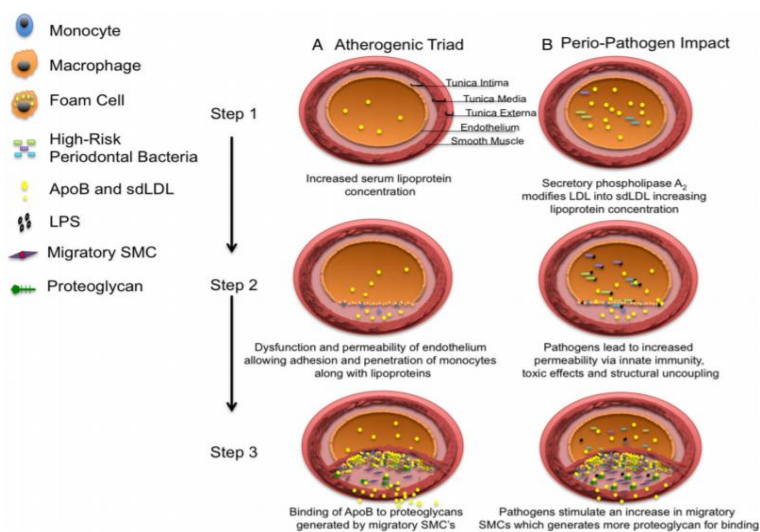 Monocyte
Macrophage
Foam Cell
High-Risk
Periodontal Bacteria
ApoB and sdLDL
LPS
Migratory SMC
Proteoglycan
A Atherogenic Triad
B Perio-Pathogen Impact
Step 1
Tunica Intima
Tunica Media
Tunica Externa
Endothelium
Smooth Muscle
Increased serum lipoprotein
concentration
Secretory phospholipase A₂
modifies LDL into sdLDL increasing
lipoprotein concentration
Step 2
Dysfunction and permeability of endothelium
allowing adhesion and penetration of monocytes
along with lipoproteins
Pathogens lead to increased
permeability via innate immunity,
toxic effects and structural uncoupling
Step 3
Binding of ApoB to proteoglycans
generated by migratory SMC's
Pathogens stimulate an increase in migratory
SMCs which generates more proteoglycan for binding